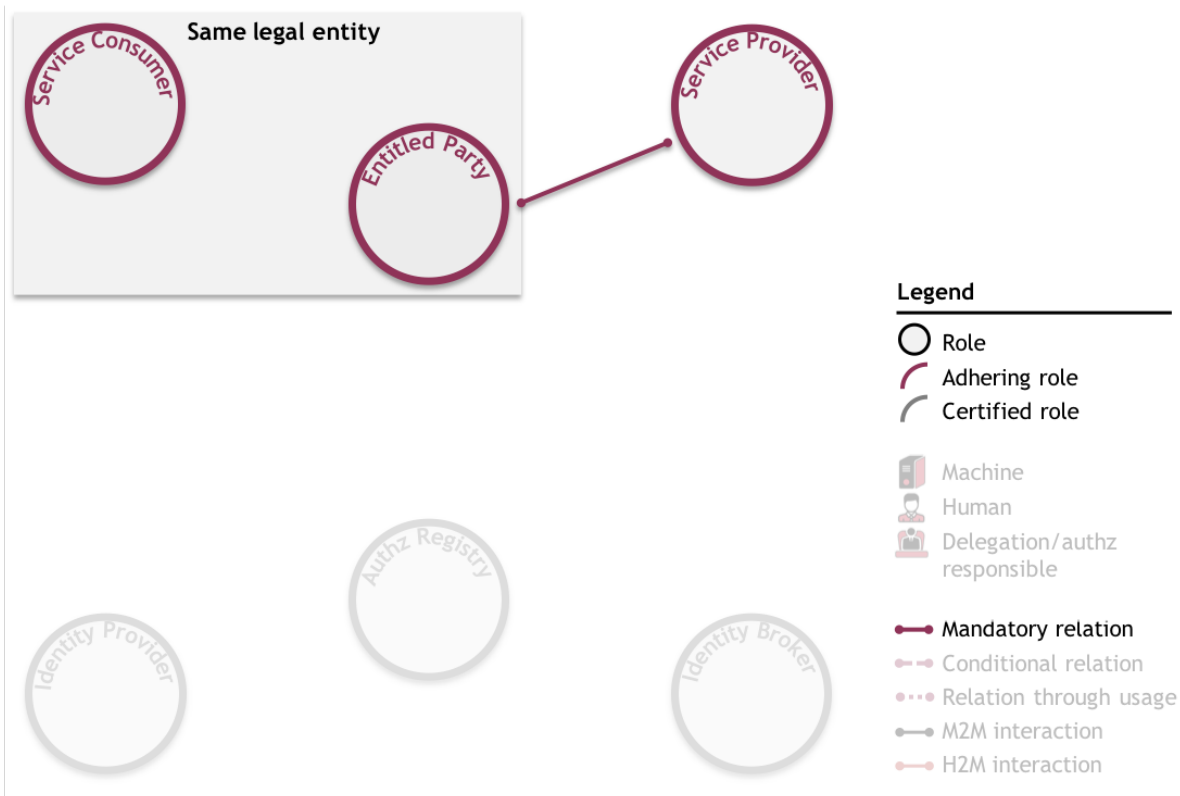 Same legal entity
Service Consumer
Service Provider
Entitled Party
Legend
Role
Adhering role
Certified role
Machine
Human
Delegation/authz
responsible
Authz Registry
Identity Provider
Identity Broker
Mandatory relation
Conditional relation
Relation through usage
M2M interaction
H2M interaction